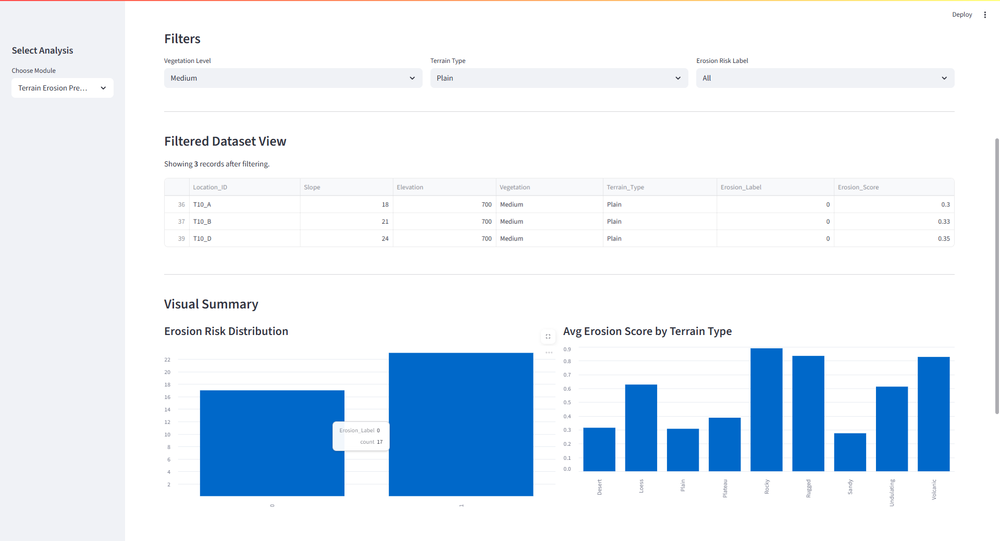 Deploy
Select Analysis
Choose Module
Terrain Erosion Pre...
Filters
Vegetation Level
Terrain Type
Erosion Risk Label
Medium
Plain
All
Filtered Dataset View
Showing 3 records after filtering.
Location_ID Slope Elevation Vegetation Terrain_Type Erosion_Label Erosion_Score
36 T10_A 18 700 Medium Plain 0 0.3
37 T10_B 21 700 Medium Plain 0 0.33
39 T10_D 24 700 Medium Plain 0 0.35
Visual Summary
Erosion Risk Distribution
22
20
18
16
14
12
10
8
6
4
2
0
1
Erosion_Label 0
count 17
Avg Erosion Score by Terrain Type
0.9
0.8
0.7
0.6
0.5
0.4
0.3
0.2
0.1
0.0
Desert
Loess
Plain
Plateau
Rocky
Rugged
Sandy
Undulating
Volcanic